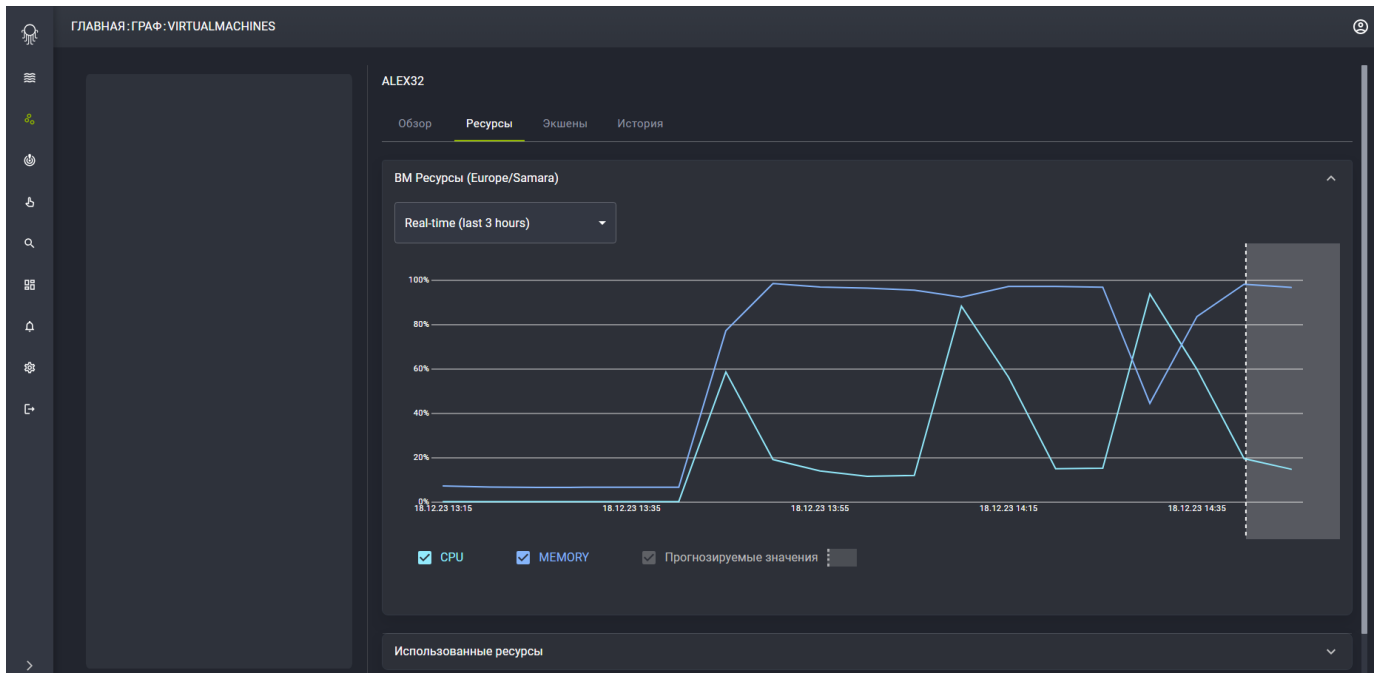 ГЛАВНАЯ:ГРАФ:VIRTUALMACHINES
ALEX32
Обзор Ресурсы Экшены История
ВМ Ресурсы (Europe/Samara)
Real-time (last 3 hours)
100%
80%
60%
40%
20%
0%
18.12.23 13:15 18.12.23 13:35 18.12.23 13:55 18.12.23 14:15 18.12.23 14:35
CPU MEMORY Прогнозируемые значения
Использованные ресурсы